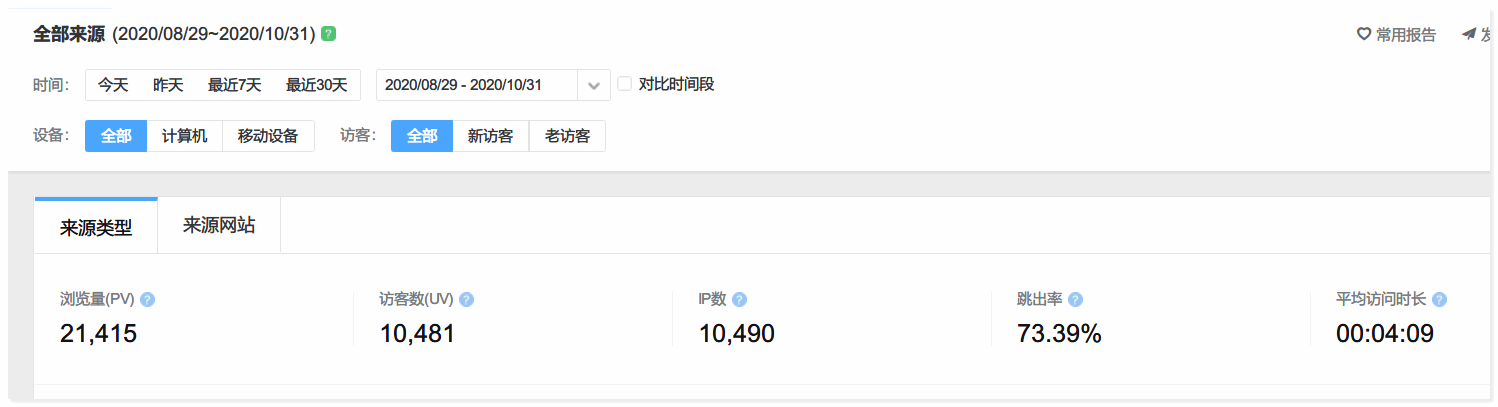 全部来源 (2020/08/29~2020/10/31) ?
常用报告
时间: 今天 昨天 最近7天 最近30天 2020/08/29 - 2020/10/31 对比时间段
设备: 全部 计算机 移动设备 访客: 全部 新访客 老访客
来源类型 来源网站
浏览量(PV) ? 访客数(UV) ? IP数 ? 跳出率 ? 平均访问时长 ?
21,415 10,481 10,490 73.39% 00:04:09